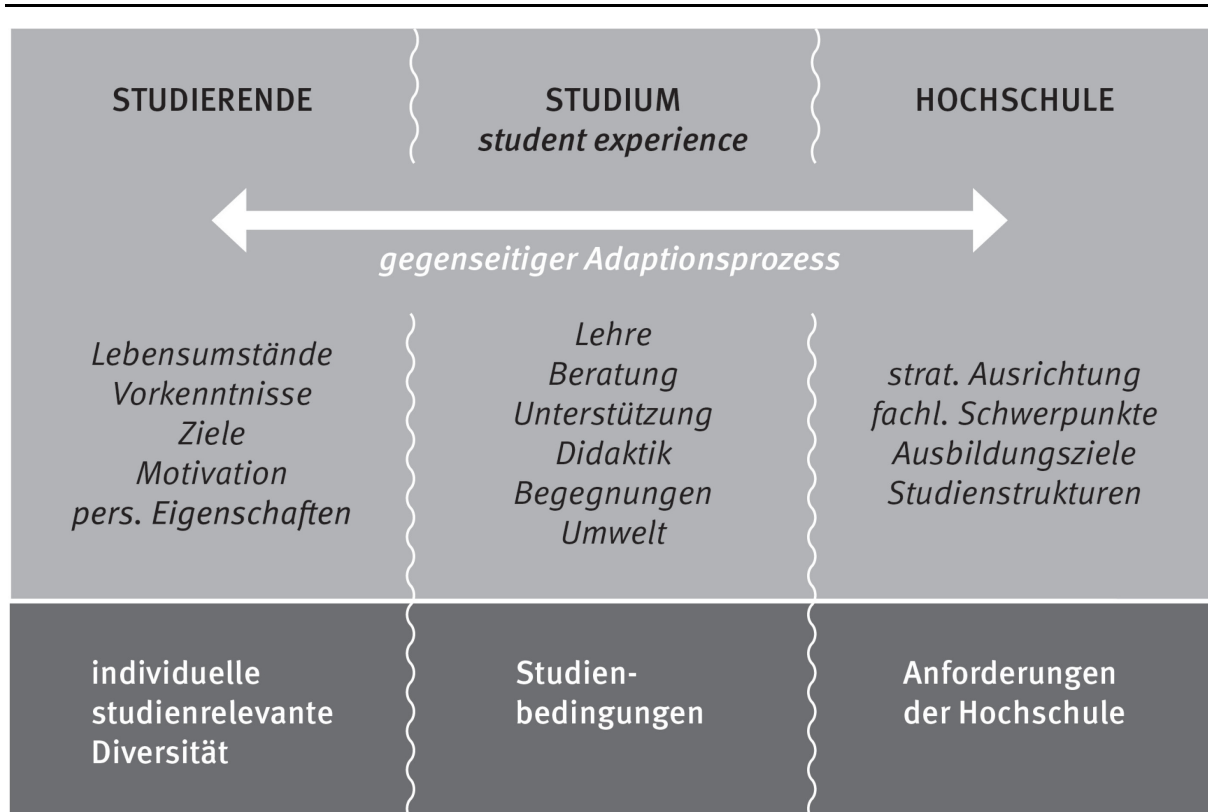 STUDIERENDE
STUDIUM
student experience
HOCHSCHULE
gegenseitiger Adaptionsprozess
Lebensumstände
Vorkenntnisse
Ziele
Motivation
pers. Eigenschaften
Lehre
Beratung
Unterstützung
Didaktik
Begegnungen
Umwelt
strat. Ausrichtung
fachl. Schwerpunkte
Ausbildungsziele
Studienstrukturen
individuelle
studienrelevante
Diversität
Studien-
bedingungen
Anforderungen
der Hochschule